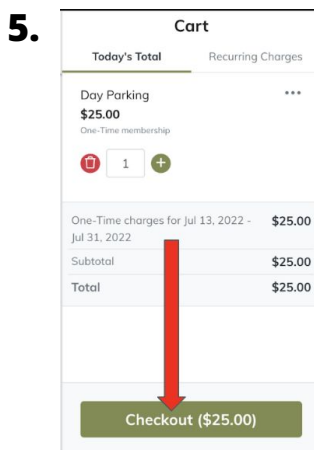 5.
Cart
Today's Total Recurring Charges
Day Parking
$25.00
One-Time membership
1
One-Time charges for Jul 13, 2022 - $25.00
Jul 31, 2022
Subtotal $25.00
Total $25.00
Checkout ($25.00)